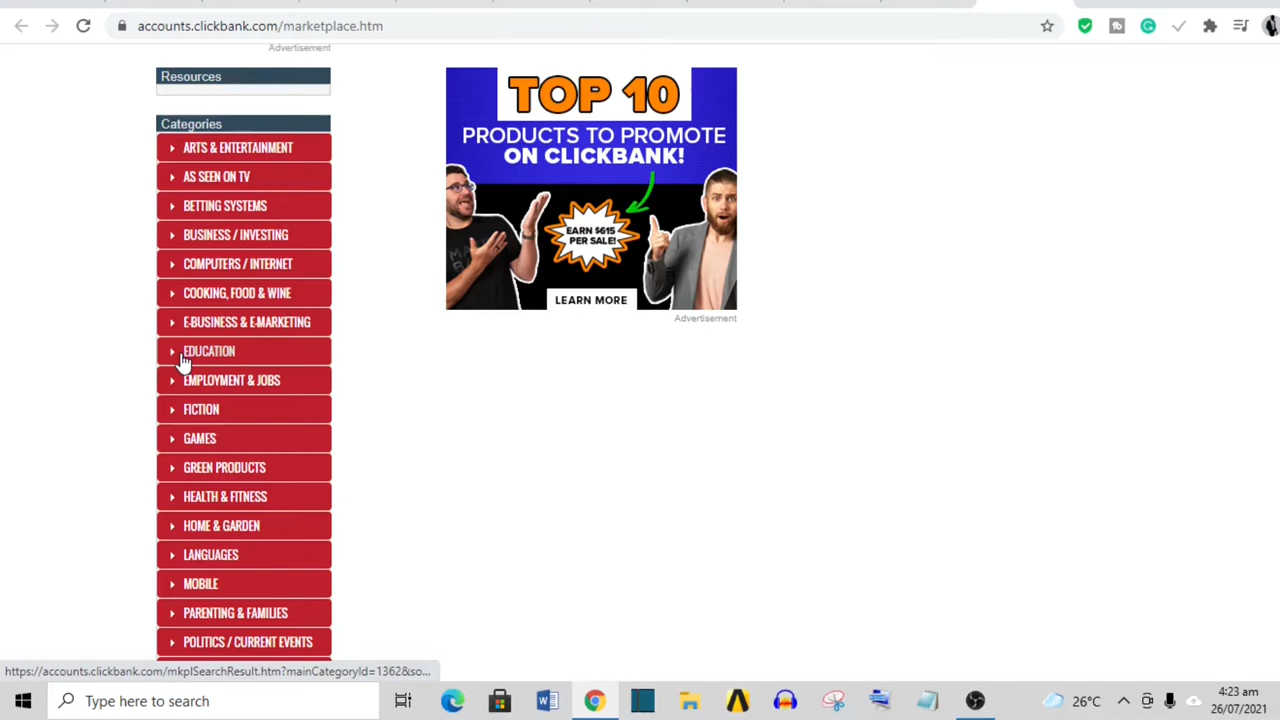 accounts.clickbank.com/marketplace.htm
Advertisement
Resources
Categories
ARTS & ENTERTAINMENT
AS SEEN ON TV
BETTING SYSTEMS
BUSINESS / INVESTING
COMPUTERS / INTERNET
COOKING, FOOD & WINE
E-BUSINESS & E-MARKETING
EDUCATION
EMPLOYMENT & JOBS
FICTION
GAMES
GREEN PRODUCTS
HEALTH & FITNESS
HOME & GARDEN
LANGUAGES
MOBILE
PARENTING & FAMILIES
POLITICS / CURRENT EVENTS
TOP 10
PRODUCTS TO PROMOTE
ON CLICKBANK!
EARN $615
PER SALE!
LEARN MORE
Advertisement
https://accounts.clickbank.com/mkplSearchResult.htm?mainCategoryId=1362&so...
Type here to search
26°C
4:23 am
26/07/2021